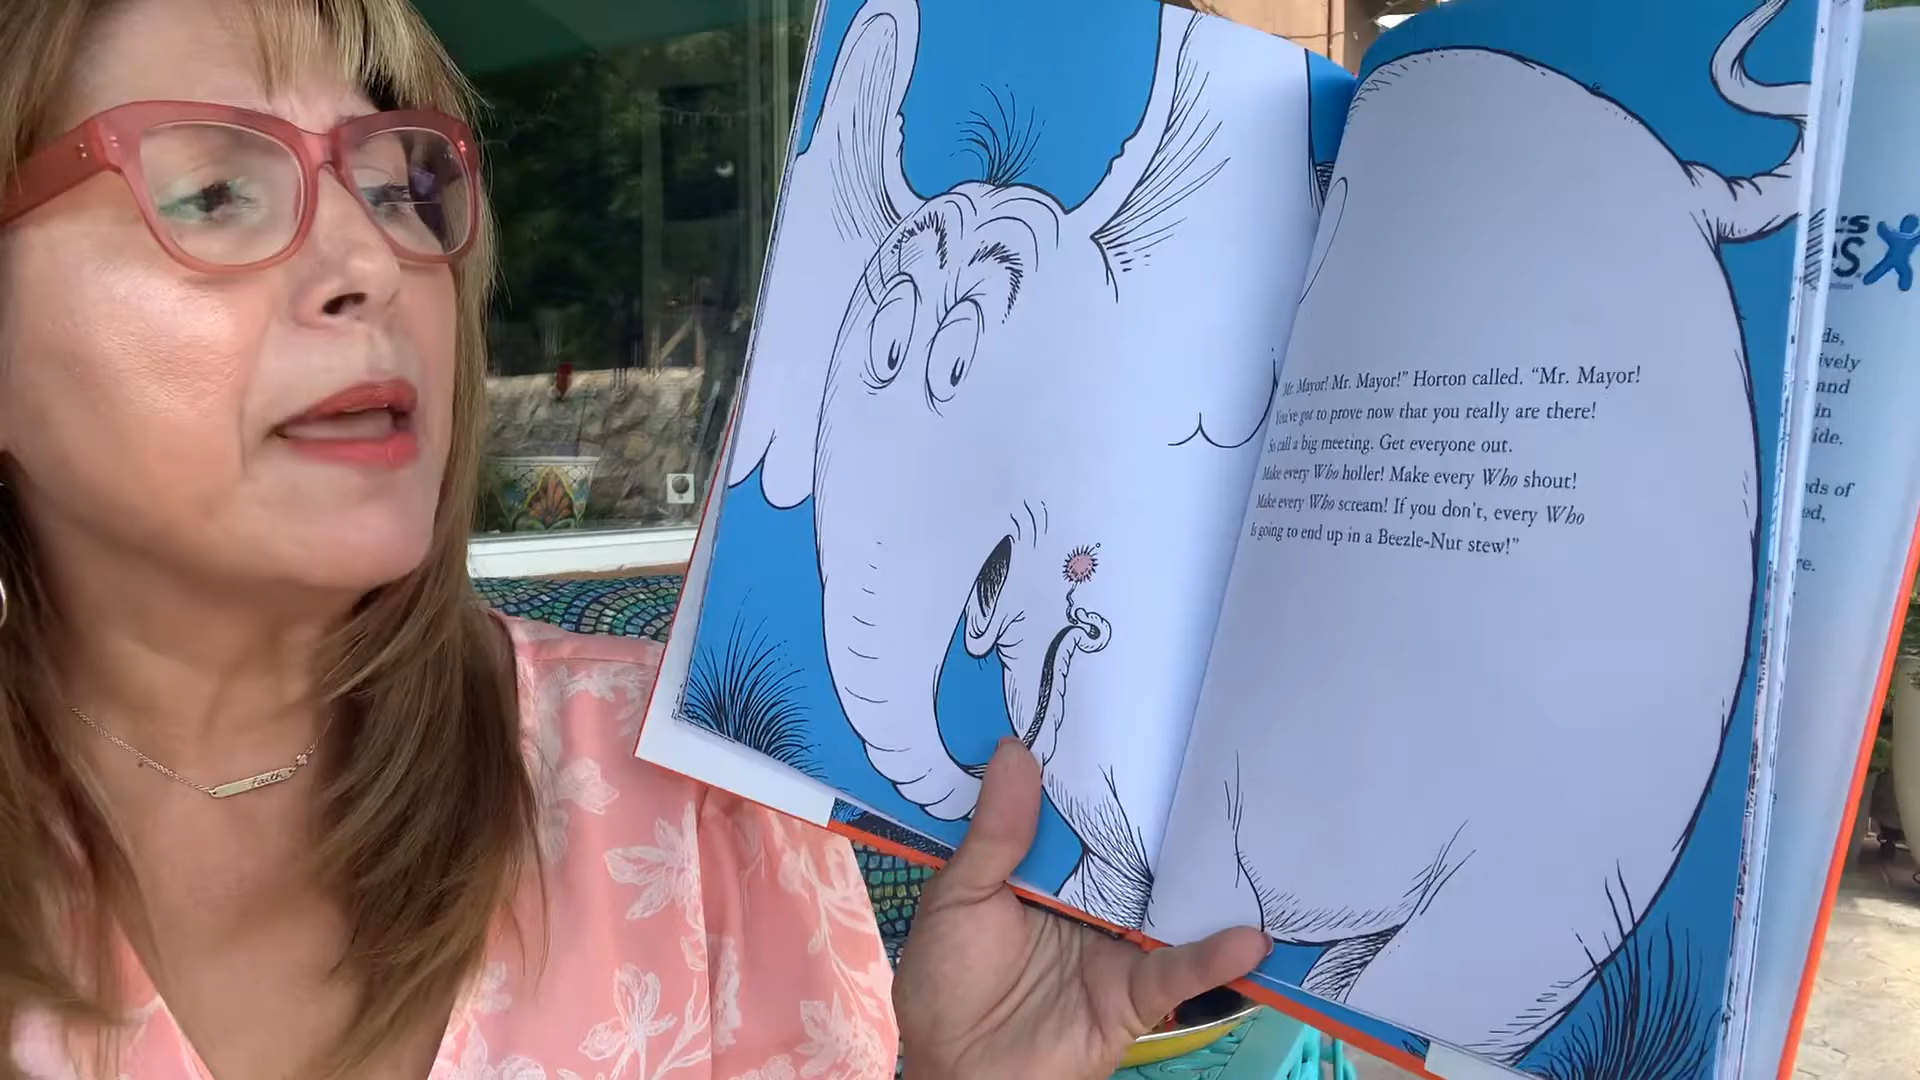 Mr. Mayor! Mr. Mayor!” Horton called. “Mr. Mayor!
You've got to prove now that you really are there!
So call a big meeting. Get everyone out.
Make every Who holler! Make every Who shout!
Make every Who scream! If you don't, every Who
Is going to end up in a Beezle-Nut stew!”
Faith